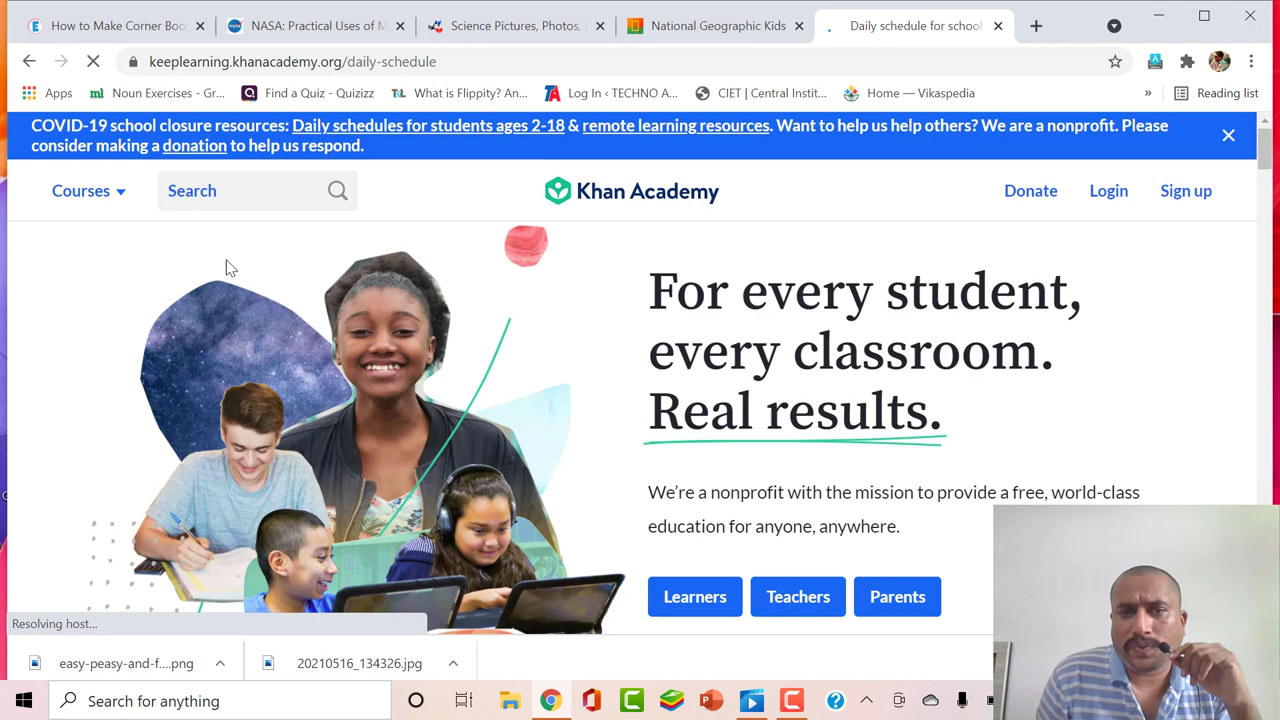 How to Make Corner Boo
NASA: Practical Uses of M
Science Pictures, Photos,
National Geographic Kids
Daily schedule for school
keeplearning.khanacademy.org/daily-schedule
Apps
Noun Exercises - Gr...
Find a Quiz - Quizizz
What is Flippity? An...
Log In ‹ TECHNO A...
CIET | Central Instit...
Home — Vikaspedia
»
Reading list
COVID-19 school closure resources: Daily schedules for students ages 2-18 & remote learning resources. Want to help us help others? We are a nonprofit. Please
consider making a donation to help us respond.
Courses
Search
Khan Academy
Donate
Login
Sign up
For every student,
every classroom.
Real results.
We're a nonprofit with the mission to provide a free, world-class
education for anyone, anywhere.
Learners
Teachers
Parents
Resolving host...
easy-peasy-and-f....png
20210516_134326.jpg
Search for anything